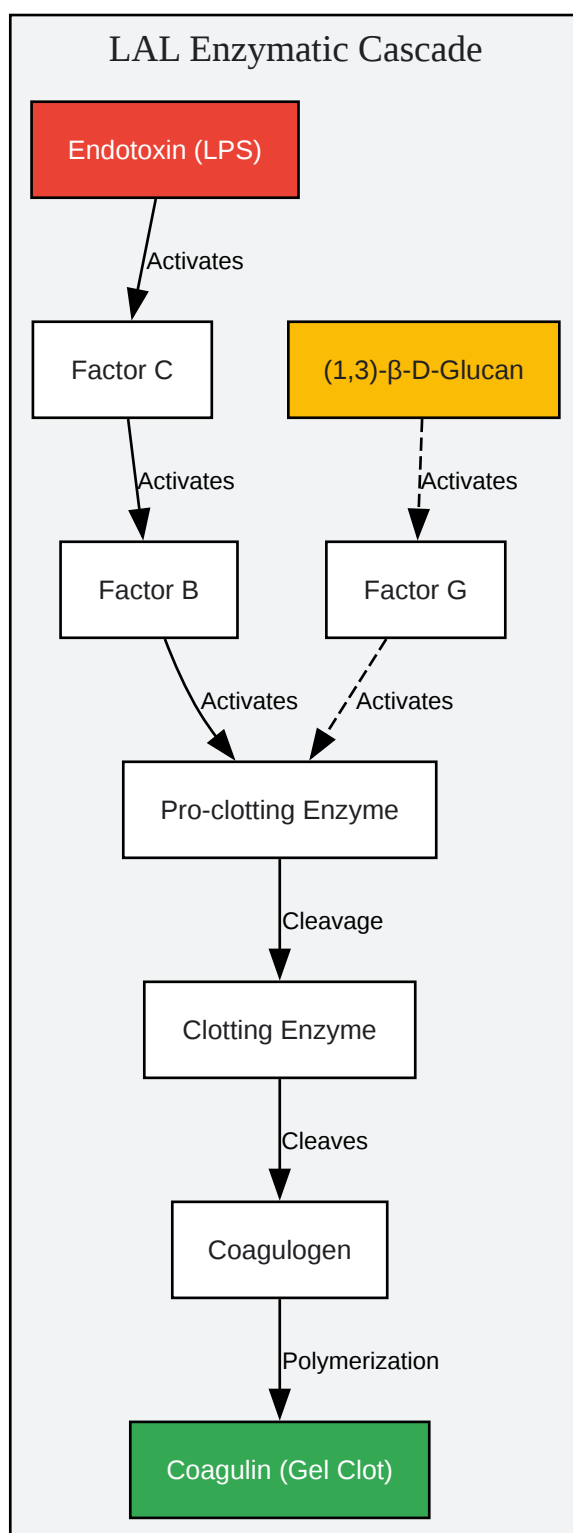 LAL Enzymatic Cascade
Endotoxin (LPS)
Activates
Factor C
(1,3)-β-D-Glucan
Activates
Activates
Factor B
Factor G
Activates
Activates
Pro-clotting Enzyme
Cleavage
Clotting Enzyme
Cleaves
Coagulogen
Polymerization
Coagulin (Gel Clot)